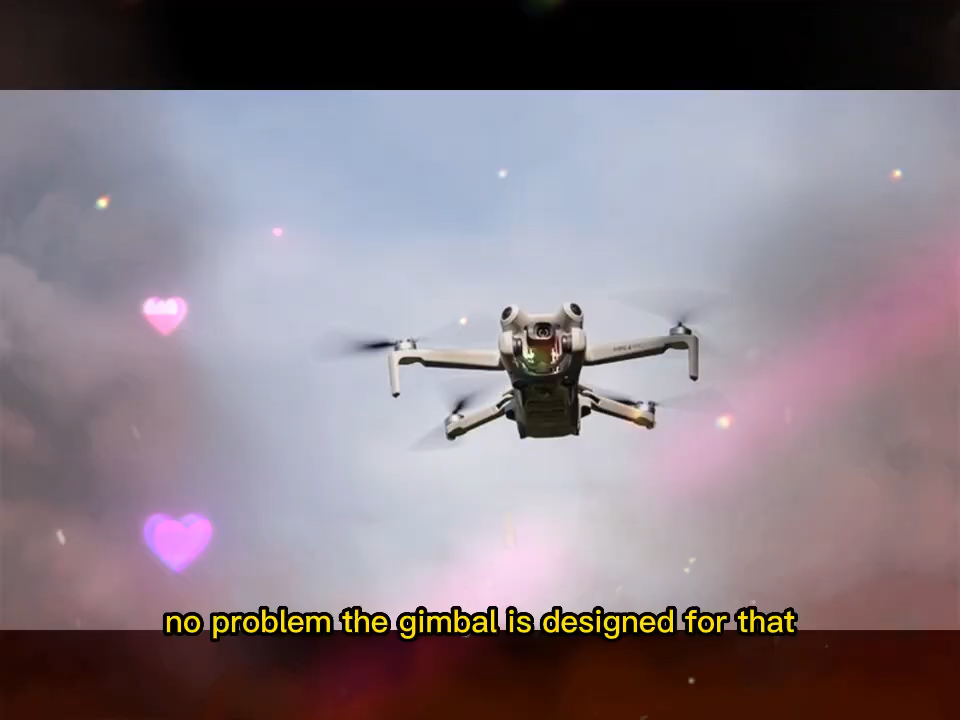 no problem the gimbal is designed for that